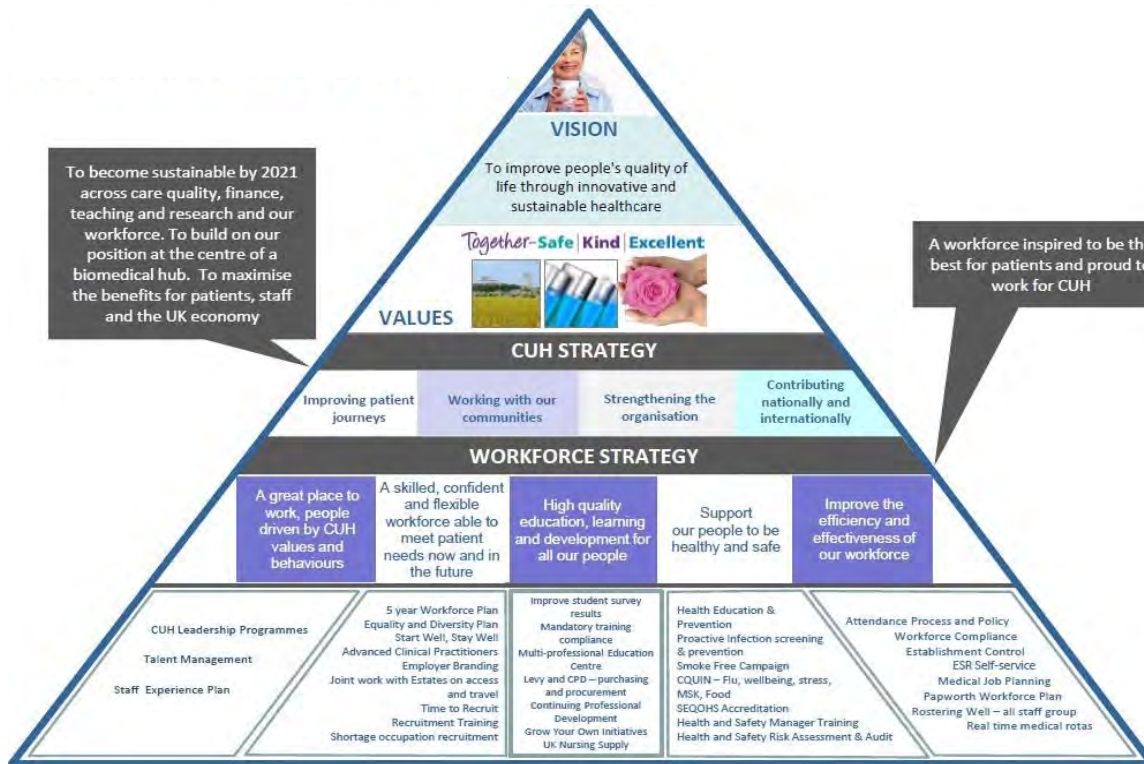 VISION
To improve people's quality of
life through innovative and
sustainable healthcare
Together-Safe|Kind|Excellent
VALUES
To become sustainable by 2021
across care quality, finance,
teaching and research and our
workforce. To build on our
position at the centre of a
biomedical hub. To maximise
the benefits for patients, staff
and the UK economy
A workforce inspired to be th
best for patients and proud t
work for CUH
CUH STRATEGY
Improving patient
journeys
Working with our
communities
Strengthening the
organisation
Contributing
nationally and
internationally
WORKFORCE STRATEGY
A great place to
work, people
driven by CUH
values and
behaviours
A skilled, confident
and flexible
workforce able to
meet patient
needs now and in
the future
High quality
education, learning
and development for
all our people
Support
our people to be
healthy and safe
Improve the
efficiency and
effectiveness of
our workforce
CUH Leadership Programmes
Talent Management
Staff Experience Plan
5 year Workforce Plan
Equality and Diversity Plan
Start Well, Stay Well
Advanced Clinical Practitioners
Employer Branding
Joint work with Estates on access
and travel
Time to Recruit
Recruitment Training
Shortage occupation recruitment
Improve student survey
results
Mandatory training
compliance
Multi-professional Education
Centre
Levy and CPD – purchasing
and procurement
Continuing Professional
Development
Grow Your Own Initiatives
UK Nursing Supply
Health Education &
Prevention
Proactive Infection screening
& prevention
Smoke Free Campaign
CQUIN – Flu, wellbeing, stress,
MSK, Food
SEQOHS Accreditation
Health and Safety Manager Training
Health and Safety Risk Assessment & Audit
Attendance Process and Policy
Workforce Compliance
Establishment Control
ESR Self-service
Medical Job Planning
Papworth Workforce Plan
Rostering Well – all staff group
Real time medical rotas